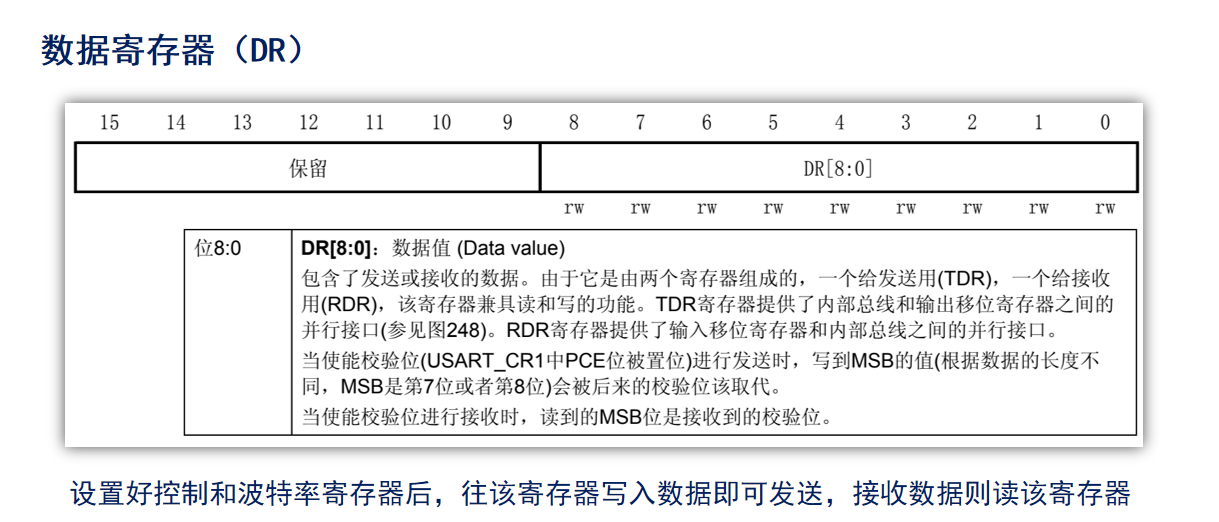 数据寄存器（DR）
15 14 13 12 11 10 9 8 7 6 5 4 3 2 1 0
保留 DR[8:0]
rw rw rw rw rw rw rw rw rw
位8:0 DR[8:0]：数据值 (Data value)
包含了发送或接收的数据。由于它是由两个寄存器组成的，一个给发送用(TDR)，一个给接收
用(RDR)，该寄存器兼具读和写的功能。TDR寄存器提供了内部总线和输出移位寄存器之间的
并行接口(参见图248)。RDR寄存器提供了输入移位寄存器和内部总线之间的并行接口。
当使能校验位(USART_CR1中PCE位被置位)进行发送时，写到MSB的值(根据数据的长度不
同，MSB是第7位或者第8位)会被后来的校验位该取代。
当使能校验位进行接收时，读到的MSB位是接收到的校验位。
设置好控制和波特率寄存器后，往该寄存器写入数据即可发送，接收数据则读该寄存器